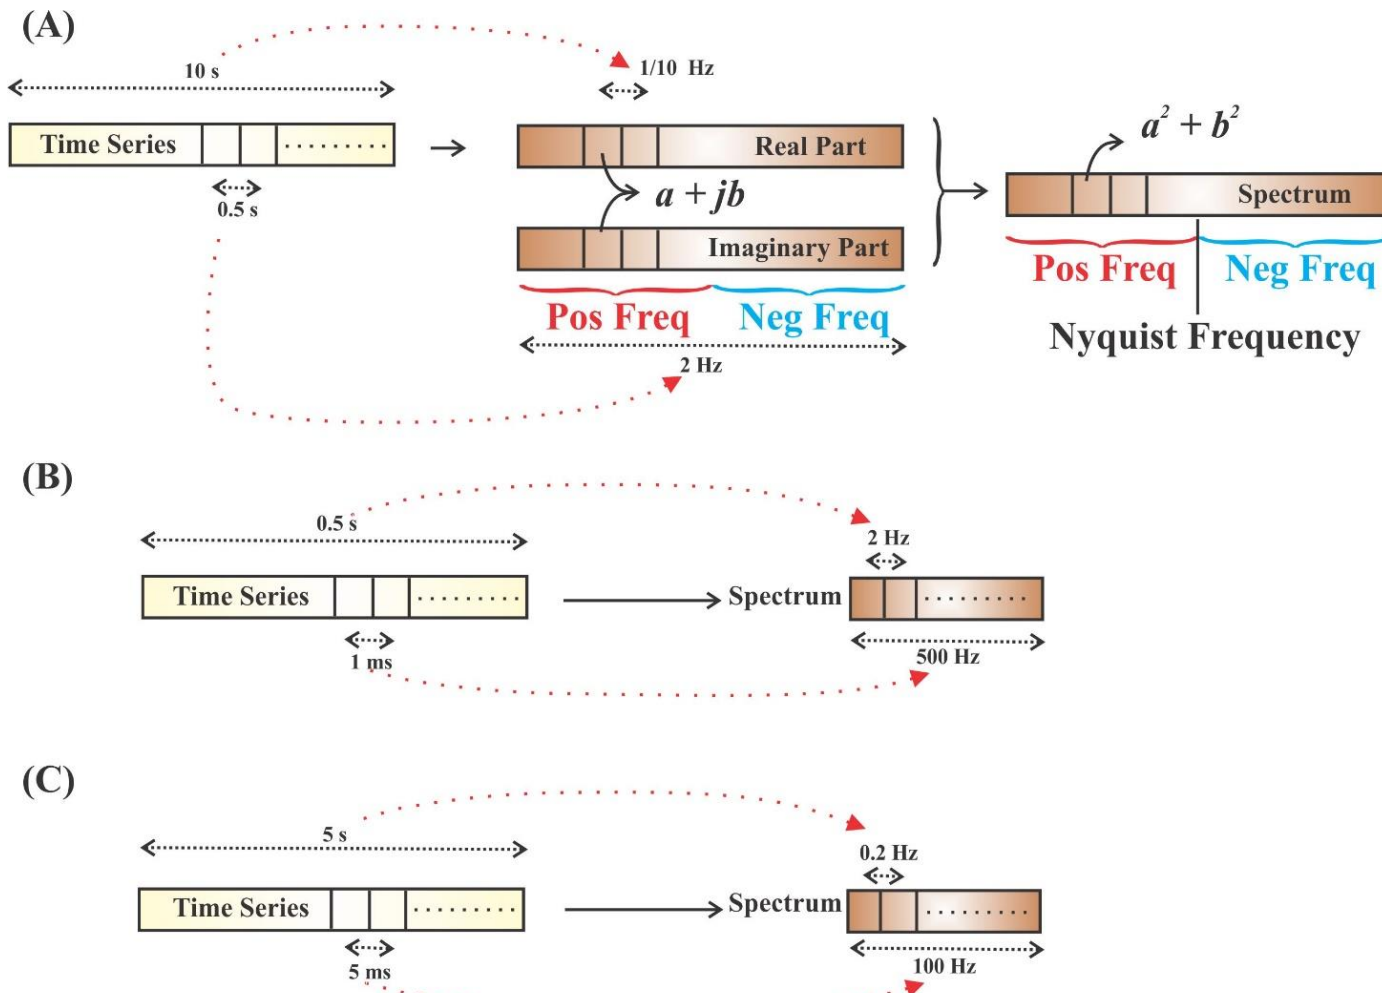 (A)
10 s
1/10 Hz
Time Series
0.5 s
Real Part
a + jb
Imaginary Part
Pos Freq
Neg Freq
2 Hz
a² + b²
Spectrum
Pos Freq
Neg Freq
Nyquist Frequency
(B)
0.5 s
2 Hz
Time Series
Spectrum
1 ms
500 Hz
(C)
5 s
0.2 Hz
Time Series
Spectrum
5 ms
100 Hz